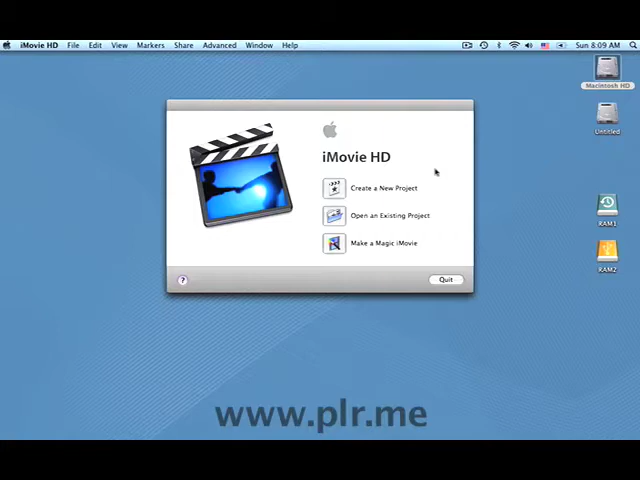 iMovie HD File Edit View Markers Share Advanced Window Help Sun 8:09 AM
Macintosh HD
Untitled
iMovie HD
Create a New Project
Open an Existing Project
Make a Magic iMovie
RAM1
RAM2
? Quit
www.plr.me